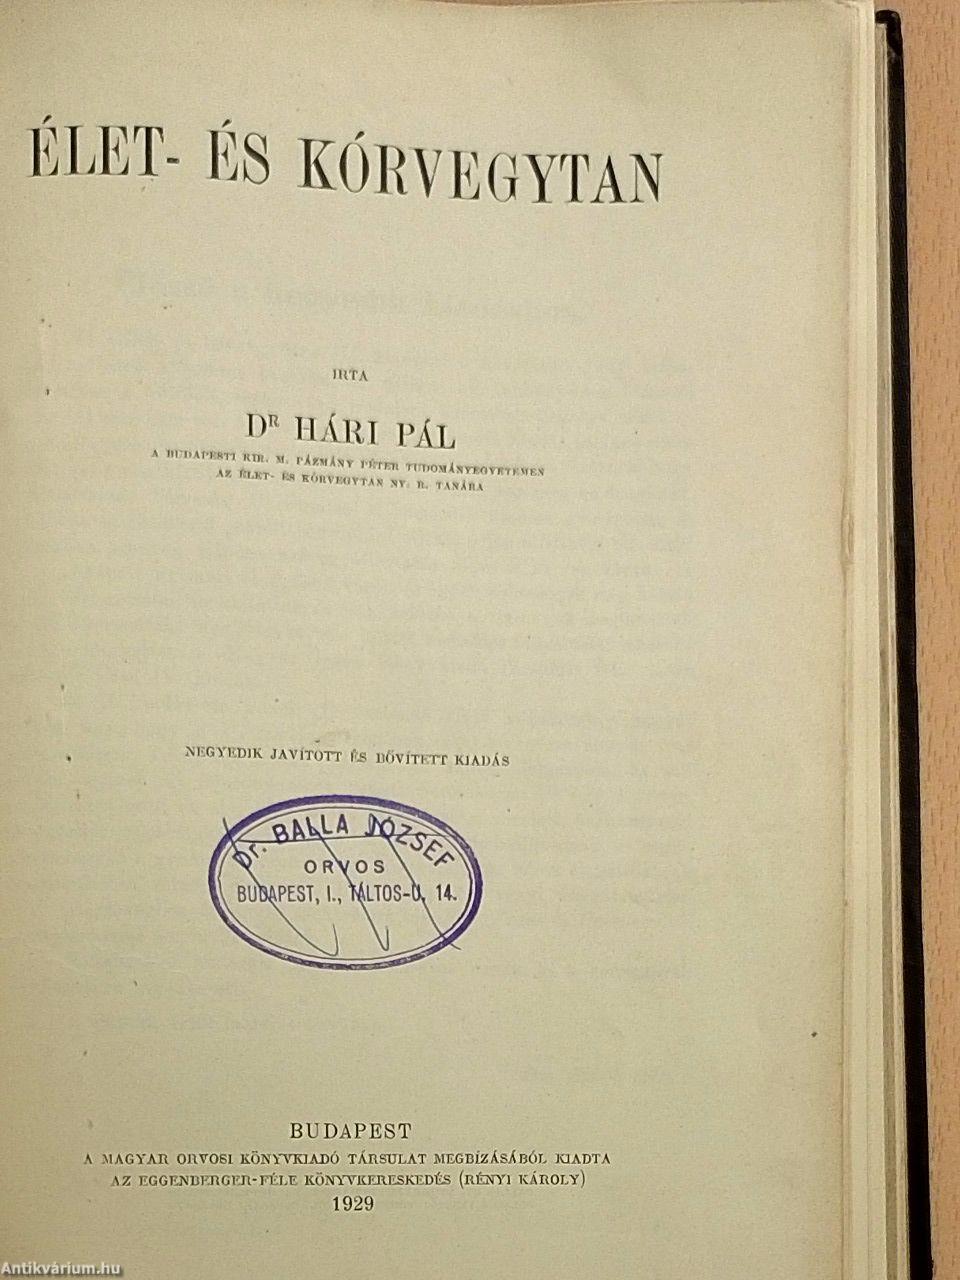 ÉLET- ÉS KÓRVEGYTAN
IRTA
DR HÁRI PÁL
A BUDAPESTI KIR. M. PÁZMÁNY PÉTER TUDOMÁNYEGYETEMEN
AZ ÉLET- ÉS KÓRVEGYTAN NY. R. TANÁRA
NEGYEDIK JAVÍTOTT ÉS BŐVÍTETT KIADÁS
Dr. BALLA JÓZSEF
ORVOS
BUDAPEST, I., TÁLTOS-U. 14.
BUDAPEST
A MAGYAR ORVOSI KÖNYVKIADÓ TÁRSULAT MEGBÍZÁSÁBÓL KIADTA
AZ EGGENBERGER-FÉLE KÖNYVKERESKEDÉS (RÉNYI KÁROLY)
1929
Antikvárium.hu